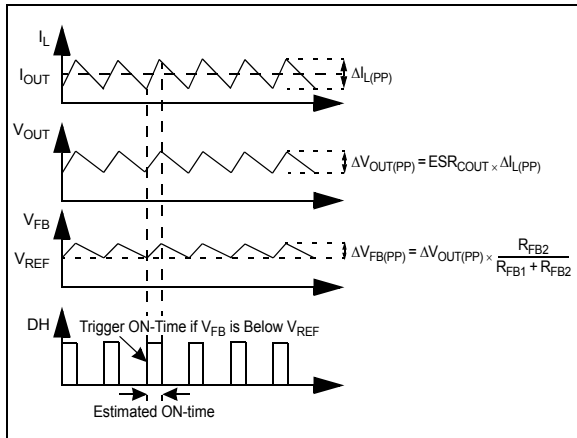 I_L
I_OUT
ΔI_L(PP)
V_OUT
ΔV_OUT(PP) = ESR_COUT × ΔI_L(PP)
V_FB
V_REF
ΔV_FB(PP) = ΔV_OUT(PP) × R_FB2 / (R_FB1 + R_FB2)
DH
Trigger ON-Time if V_FB is Below V_REF
Estimated ON-time